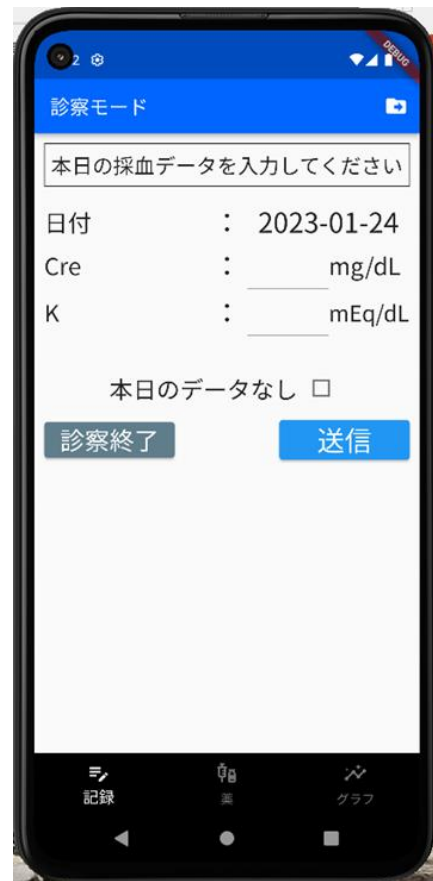 2
DEBUG
診察モード
本日の採血データを入力してください
日付 : 2023-01-24
Cre : mg/dL
K : mEq/dL
本日のデータなし
診察終了 送信
記録 薬 グラフ